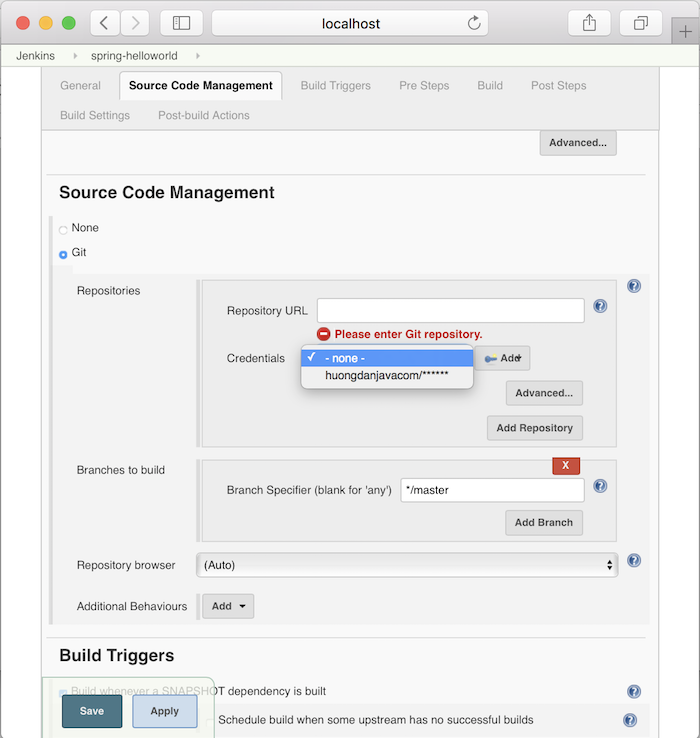 localhost
Jenkins spring-helloworld
General Source Code Management Build Triggers Pre Steps Build Post Steps
Build Settings Post-build Actions
Advanced...
Source Code Management
None
Git
Repositories
Repository URL
Please enter Git repository.
Credentials - none - Add
huongdanjavacom/******
Advanced...
Add Repository
X
Branches to build
Branch Specifier (blank for 'any') */master
Add Branch
Repository browser (Auto)
Additional Behaviours Add
Build Triggers
Build whenever a SNAPSHOT dependency is built
Save Apply
Schedule build when some upstream has no successful builds